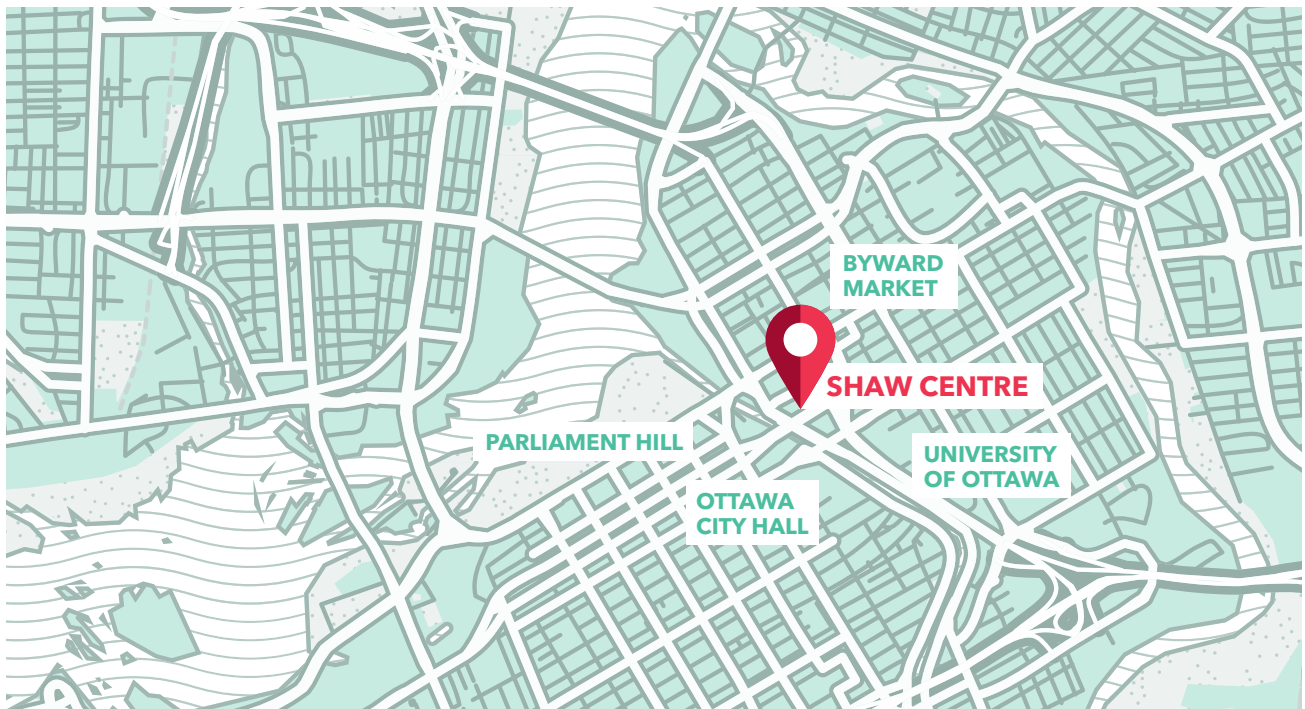 BYWARD
MARKET
SHAW CENTRE
PARLIAMENT HILL
UNIVERSITY
OF OTTAWA
OTTAWA
CITY HALL